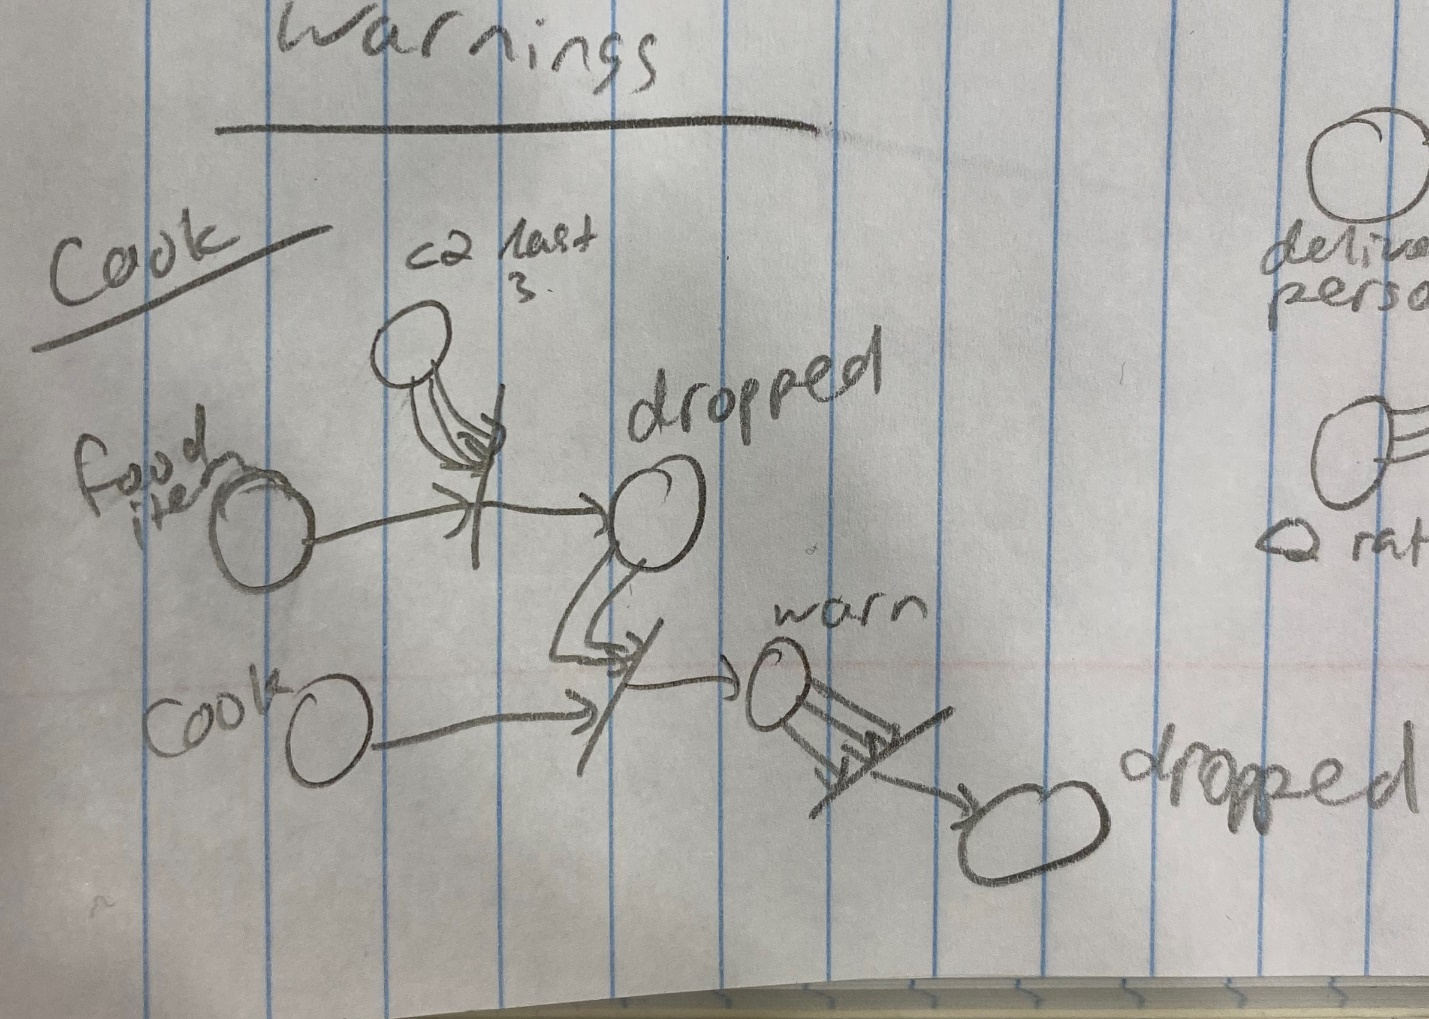 Warnings
Cook
<2 last
3.
dropped
food
item
warn
Cook
dropped
delive
perso
rat